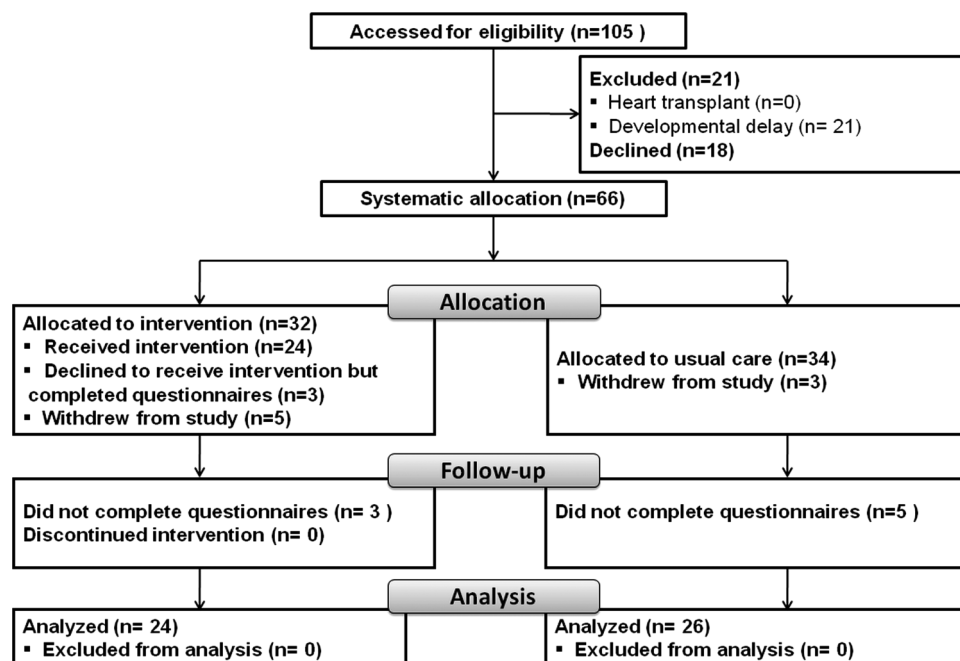 Accessed for eligibility (n=105 )
Excluded (n=21)
▪ Heart transplant (n=0)
▪ Developmental delay (n= 21)
Declined (n=18)
Systematic allocation (n=66)
Allocation
Allocated to intervention (n=32)
▪ Received intervention (n=24)
▪ Declined to receive intervention but
completed questionnaires (n=3)
▪ Withdrew from study (n=5)
Allocated to usual care (n=34)
▪ Withdrew from study (n=3)
Follow-up
Did not complete questionnaires (n= 3 )
Discontinued intervention (n= 0)
Did not complete questionnaires (n=5 )
Analysis
Analyzed (n= 24)
▪ Excluded from analysis (n= 0)
Analyzed (n= 26)
▪ Excluded from analysis (n= 0)